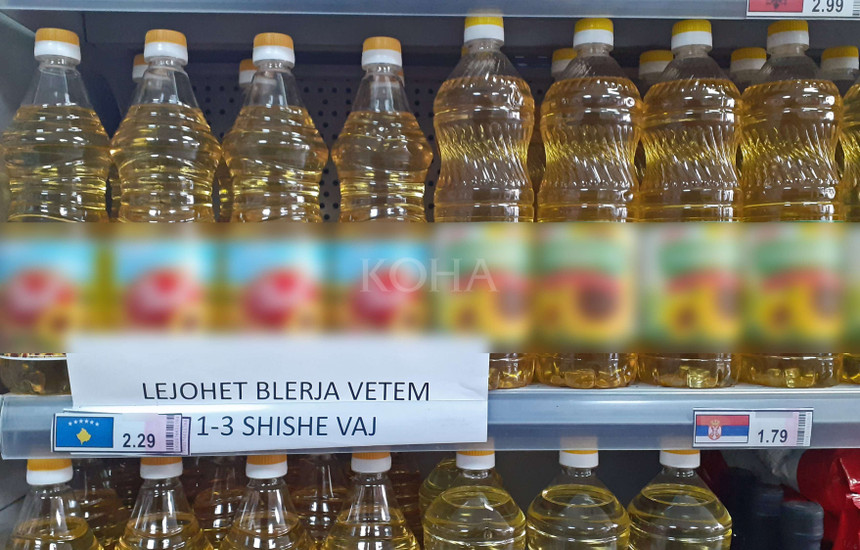 2.99
KOHA
LEJOHET BLERJA VETEM
1-3 SHISHE VAJ
2.29
1.79